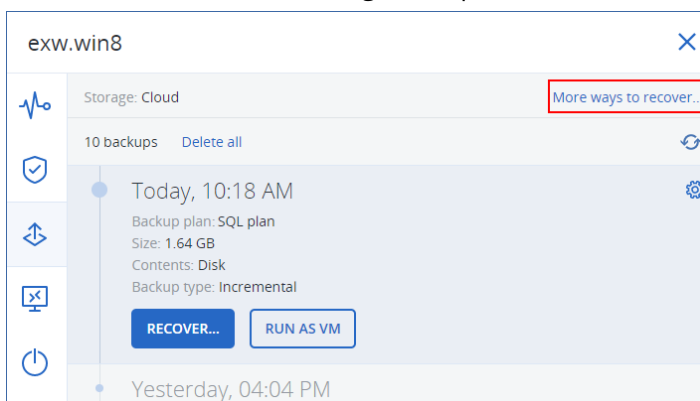 exw.win8
Storage: Cloud More ways to recover...
10 backups Delete all
Today, 10:18 AM
Backup plan: SQL plan
Size: 1.64 GB
Contents: Disk
Backup type: Incremental
RECOVER... RUN AS VM
Yesterday, 04:04 PM